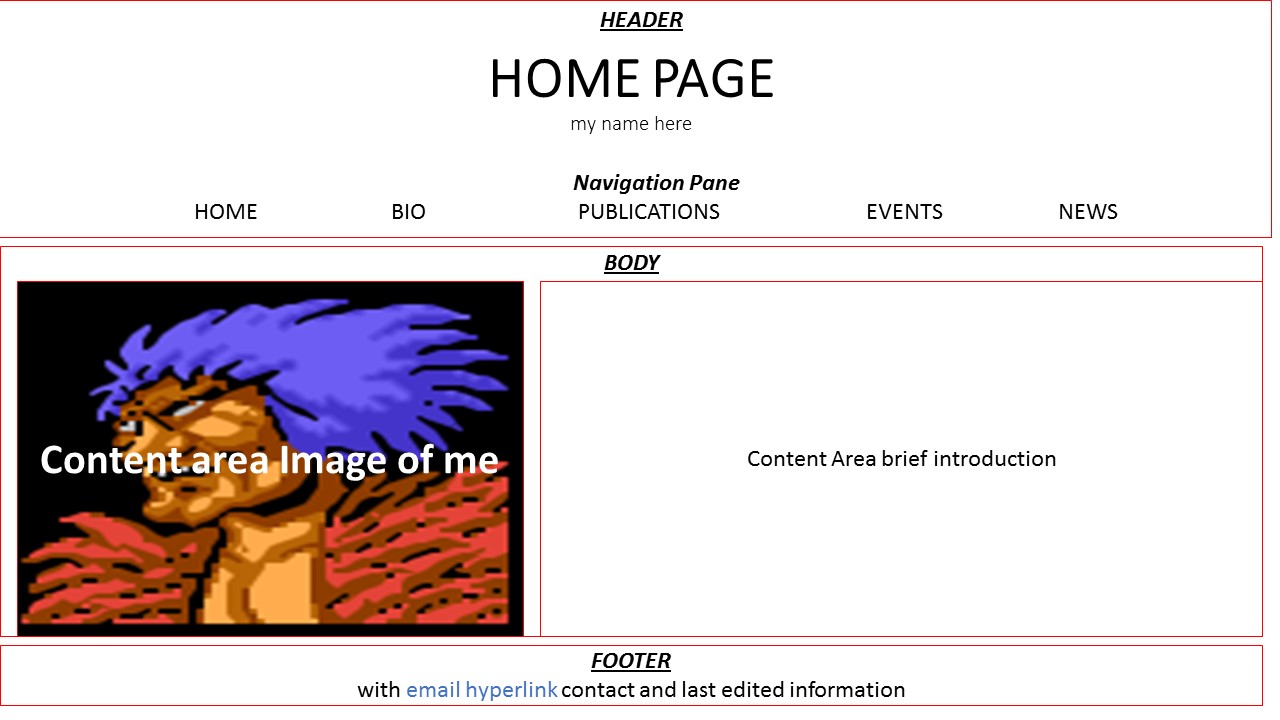 HEADER
HOME PAGE
my name here
Navigation Pane
HOME BIO PUBLICATIONS EVENTS NEWS
BODY
Content area Image of me
Content Area brief introduction
FOOTER
with email hyperlink contact and last edited information